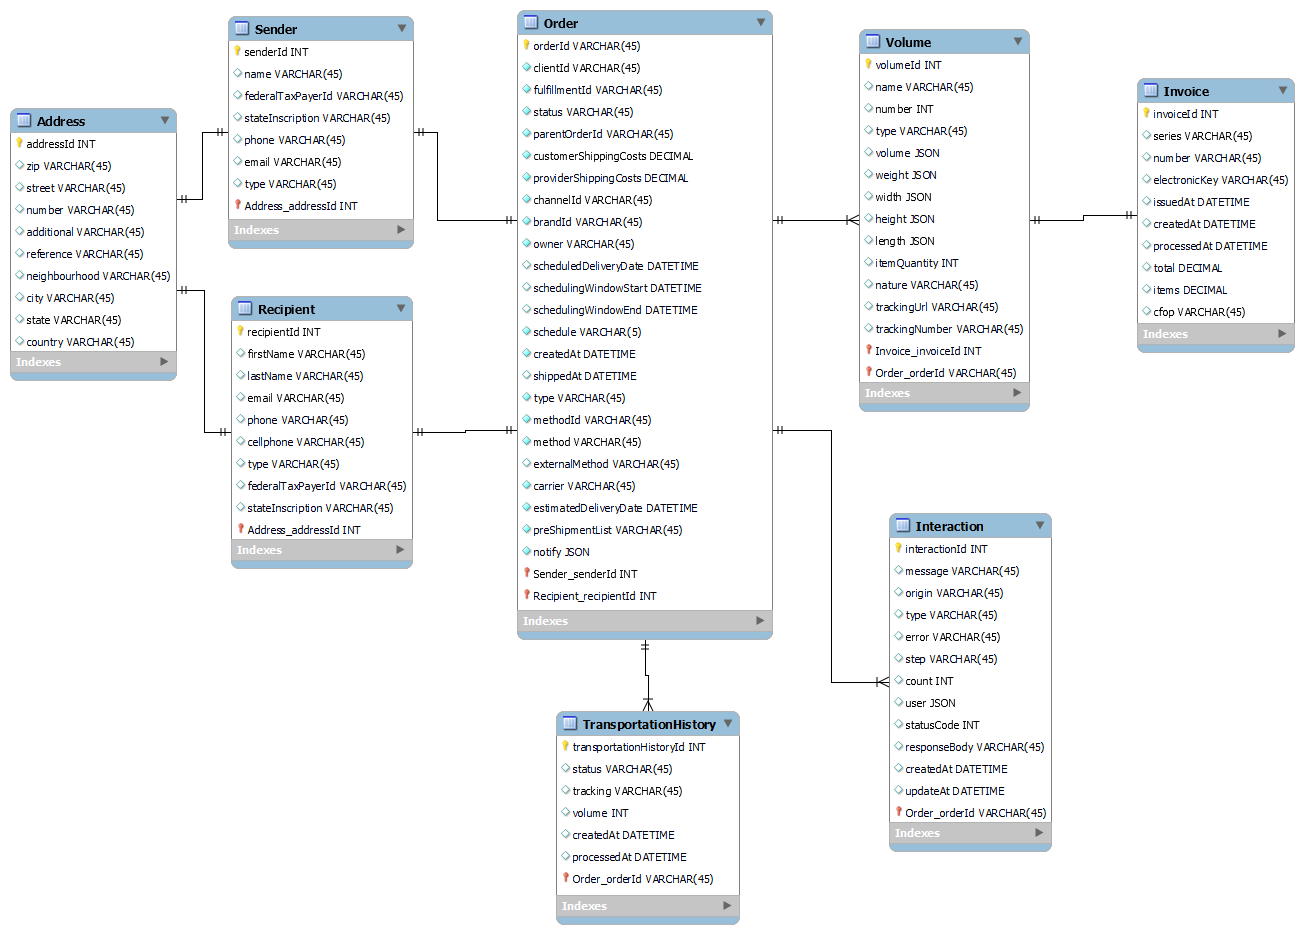 Address
addressId INT
zip VARCHAR(45)
street VARCHAR(45)
number VARCHAR(45)
additional VARCHAR(45)
reference VARCHAR(45)
neighbourhood VARCHAR(45)
city VARCHAR(45)
state VARCHAR(45)
country VARCHAR(45)
Indexes
Sender
senderId INT
name VARCHAR(45)
federalTaxPayerId VARCHAR(45)
stateInscription VARCHAR(45)
phone VARCHAR(45)
email VARCHAR(45)
type VARCHAR(45)
Address_addressId INT
Indexes
Recipient
recipientId INT
firstName VARCHAR(45)
lastName VARCHAR(45)
email VARCHAR(45)
phone VARCHAR(45)
cellphone VARCHAR(45)
type VARCHAR(45)
federalTaxPayerId VARCHAR(45)
stateInscription VARCHAR(45)
Address_addressId INT
Indexes
Order
orderId VARCHAR(45)
clientId VARCHAR(45)
fulfillmentId VARCHAR(45)
status VARCHAR(45)
parentOrderId VARCHAR(45)
customerShippingCosts DECIMAL
providerShippingCosts DECIMAL
channelId VARCHAR(45)
brandId VARCHAR(45)
owner VARCHAR(45)
scheduledDeliveryDate DATETIME
schedulingWindowStart DATETIME
schedulingWindowEnd DATETIME
schedule VARCHAR(5)
createdAt DATETIME
shippedAt DATETIME
type VARCHAR(45)
methodId VARCHAR(45)
method VARCHAR(45)
externalMethod VARCHAR(45)
carrier VARCHAR(45)
estimatedDeliveryDate DATETIME
preShipmentList VARCHAR(45)
notify JSON
Sender_senderId INT
Recipient_recipientId INT
Indexes
TransportationHistory
transportationHistoryId INT
status VARCHAR(45)
tracking VARCHAR(45)
volume INT
createdAt DATETIME
processedAt DATETIME
Order_orderId VARCHAR(45)
Indexes
Volume
volumeId INT
name VARCHAR(45)
number INT
type VARCHAR(45)
volume JSON
weight JSON
width JSON
height JSON
length JSON
itemQuantity INT
nature VARCHAR(45)
trackingUrl VARCHAR(45)
trackingNumber VARCHAR(45)
Invoice_invoiceId INT
Order_orderId VARCHAR(45)
Indexes
Invoice
invoiceId INT
series VARCHAR(45)
number VARCHAR(45)
electronicKey VARCHAR(45)
issuedAt DATETIME
createdAt DATETIME
processedAt DATETIME
total DECIMAL
items DECIMAL
cfop VARCHAR(45)
Indexes
Interaction
interactionId INT
message VARCHAR(45)
origin VARCHAR(45)
type VARCHAR(45)
error VARCHAR(45)
step VARCHAR(45)
count INT
user JSON
statusCode INT
responseBody VARCHAR(45)
createdAt DATETIME
updateAt DATETIME
Order_orderId VARCHAR(45)
Indexes